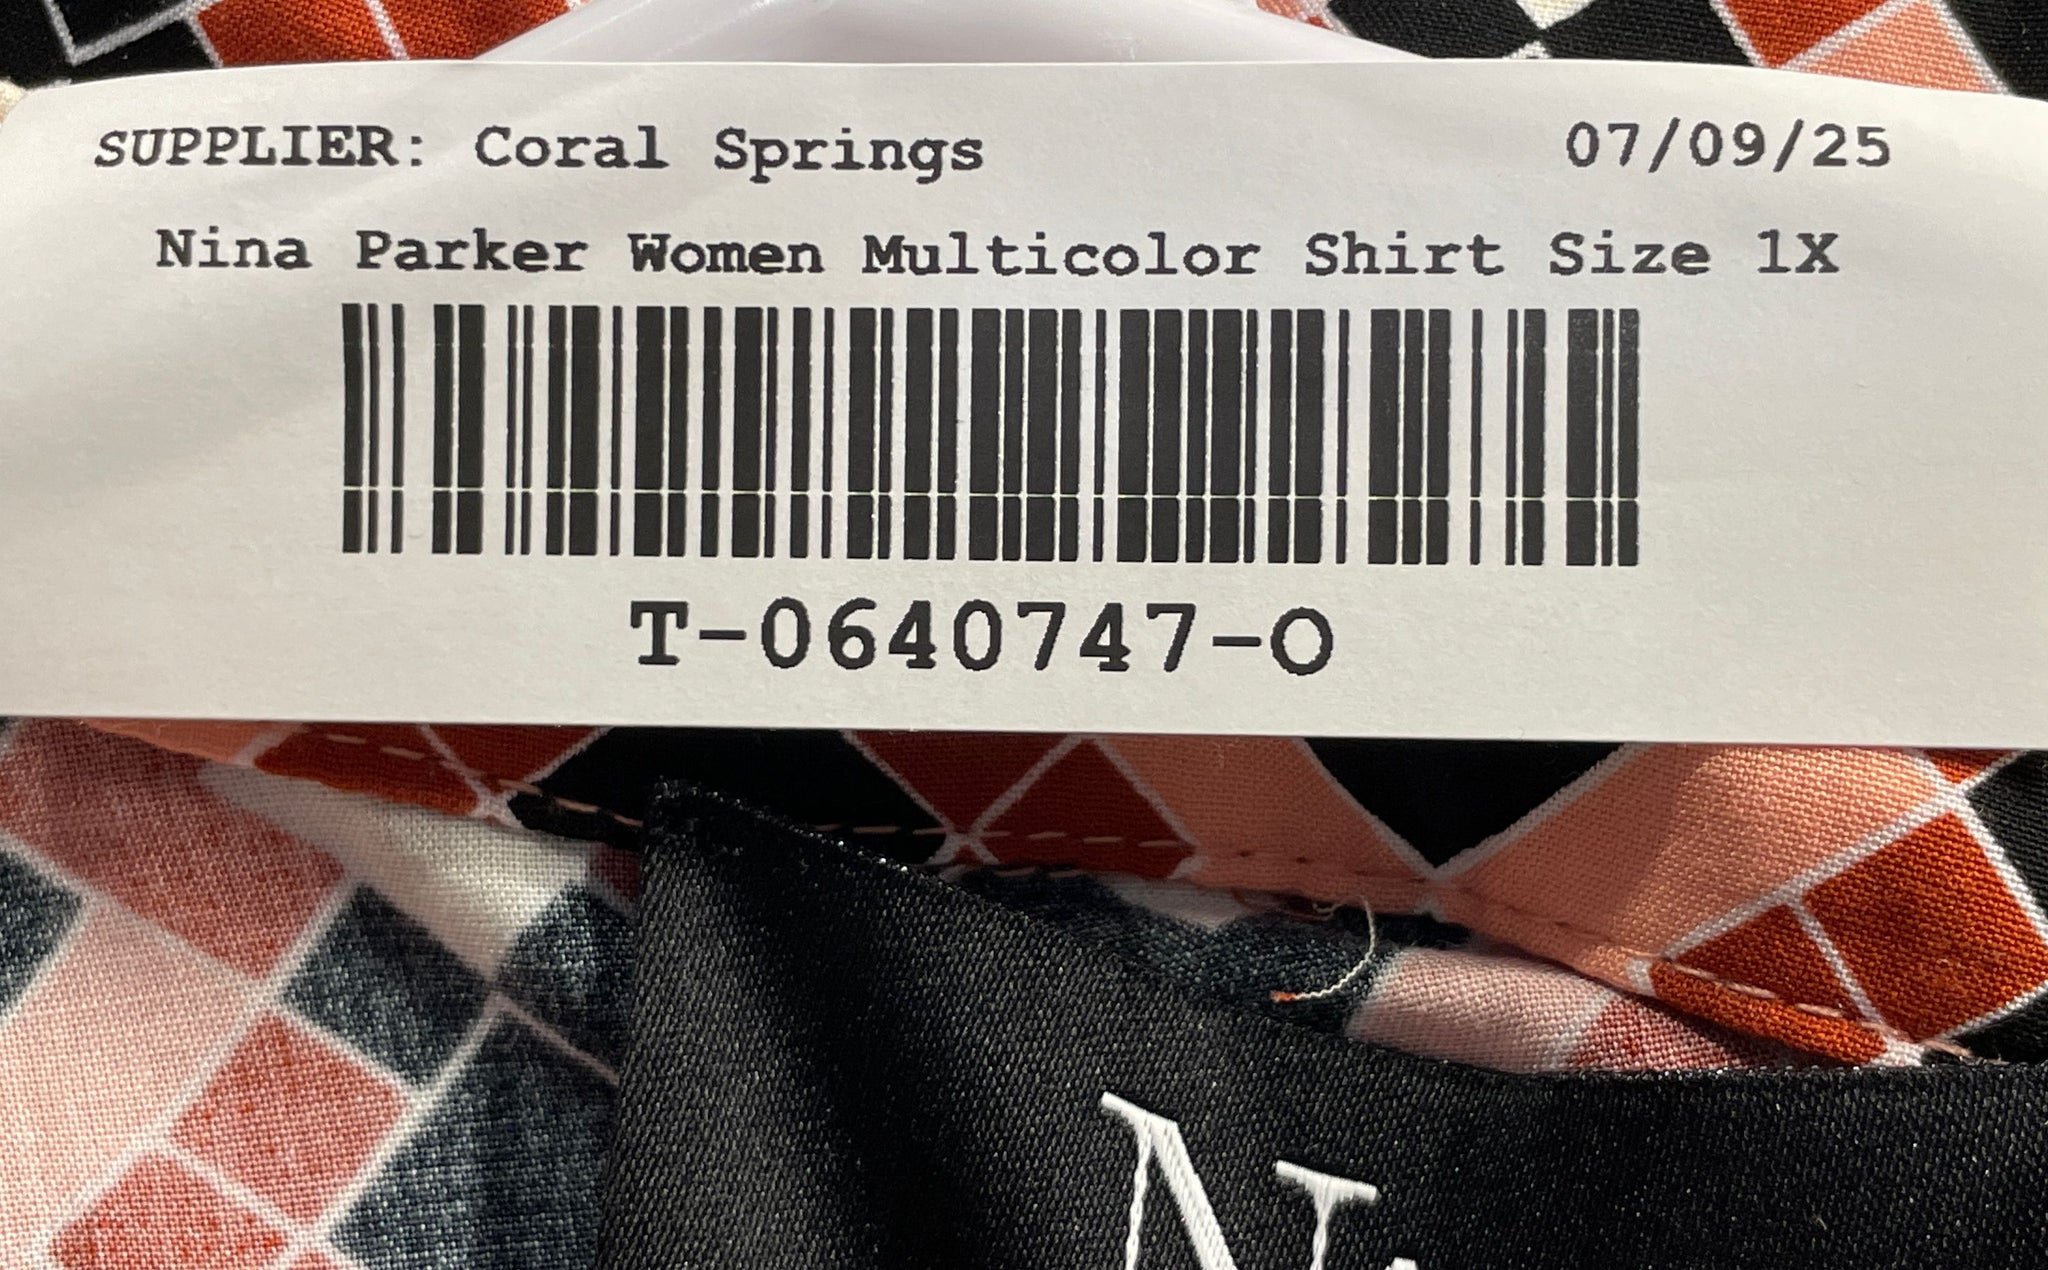 SUPPLIER: Coral Springs 07/09/25
Nina Parker Women Multicolor Shirt Size 1X
T-0640747-O